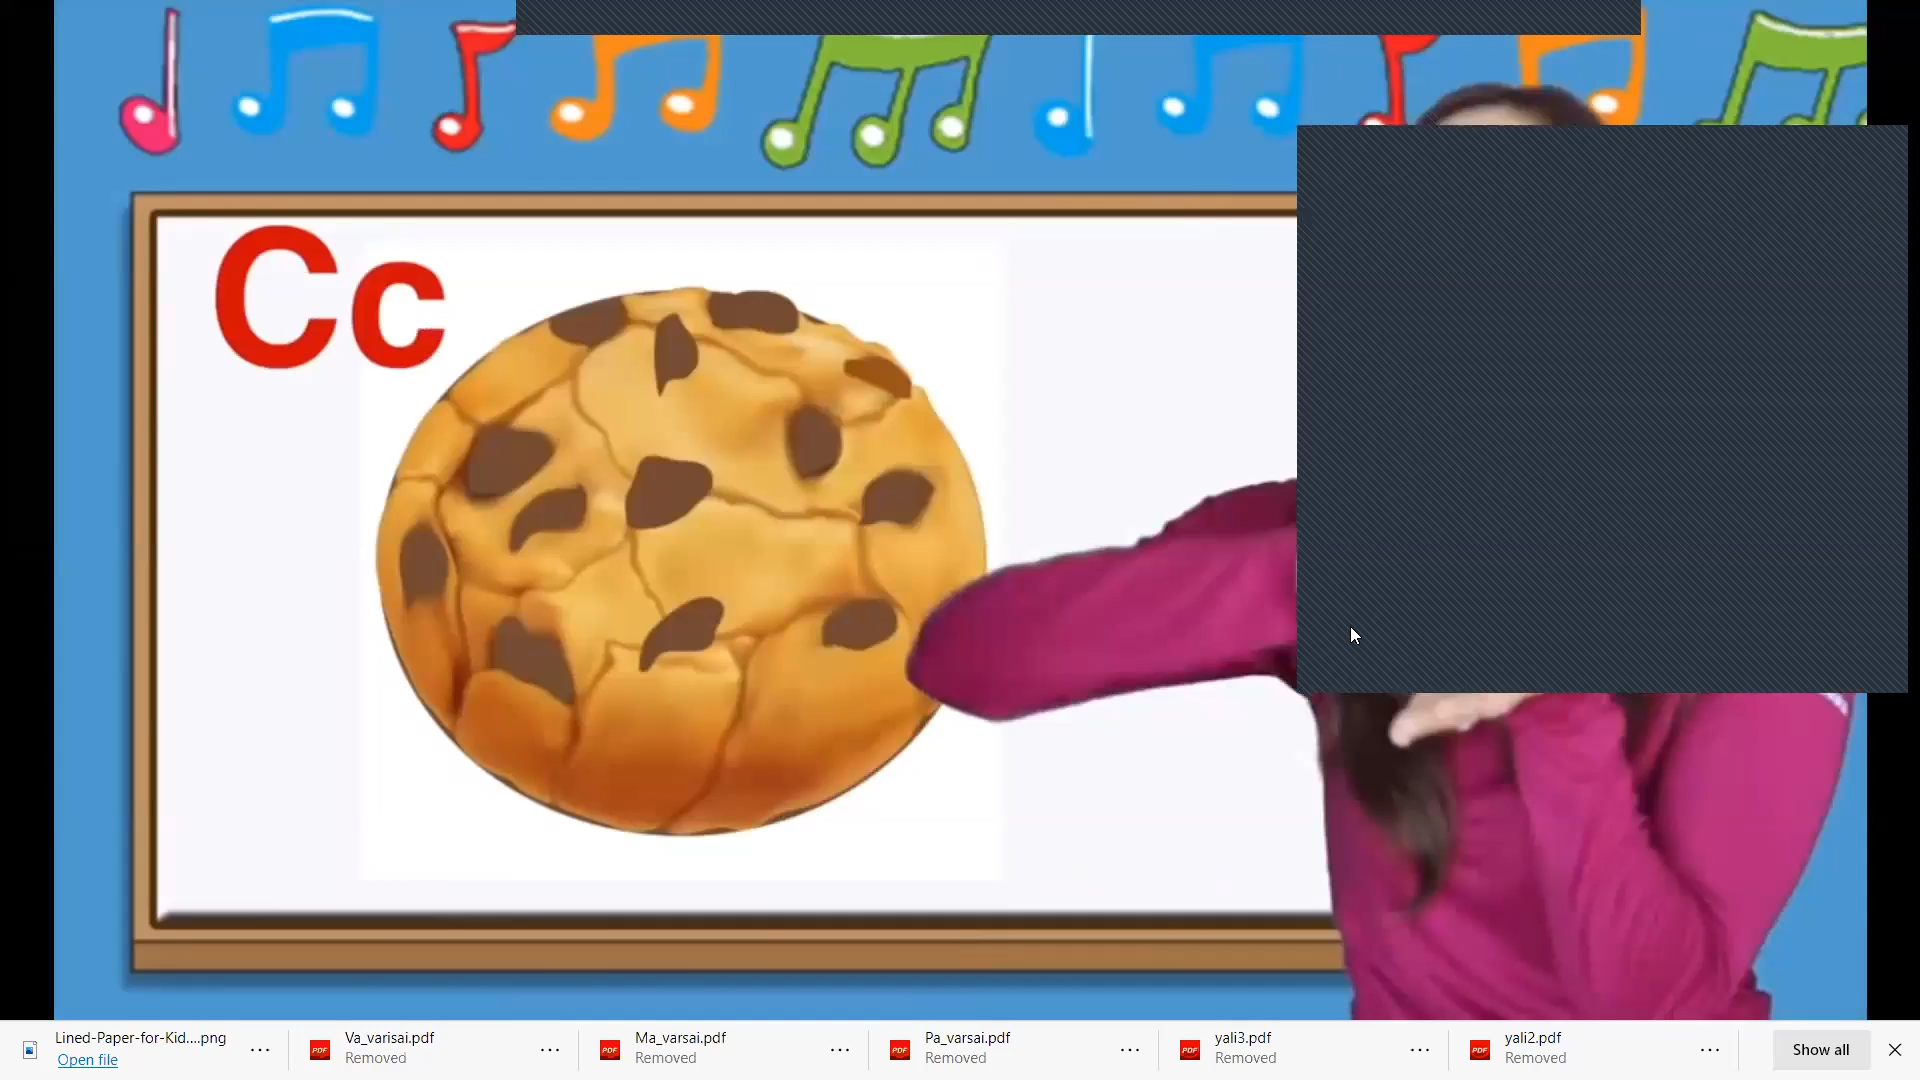 Cc
Lined-Paper-for-Kid....png
Open file
Va_varisai.pdf
Removed
Ma_varsai.pdf
Removed
Pa_varsai.pdf
Removed
yali3.pdf
Removed
yali2.pdf
Removed
Show all